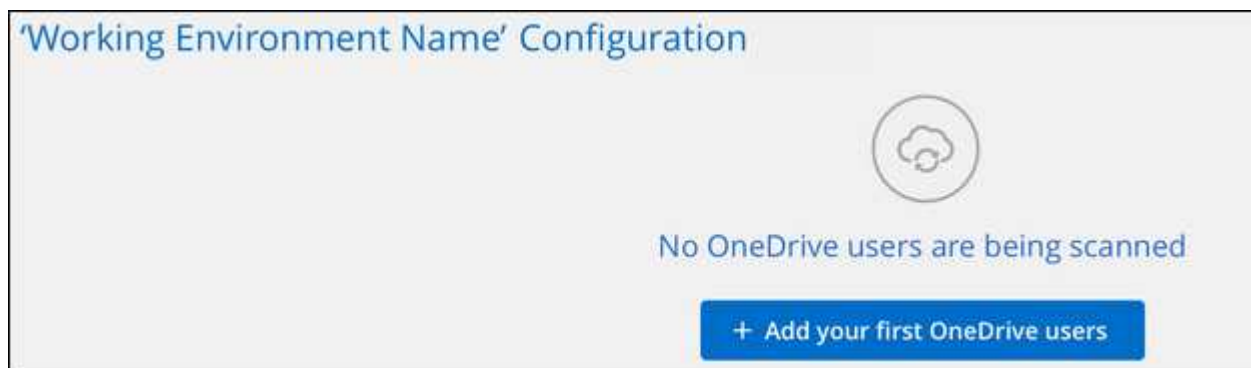 ‘Working Environment Name’ Configuration
No OneDrive users are being scanned
+ Add your first OneDrive users